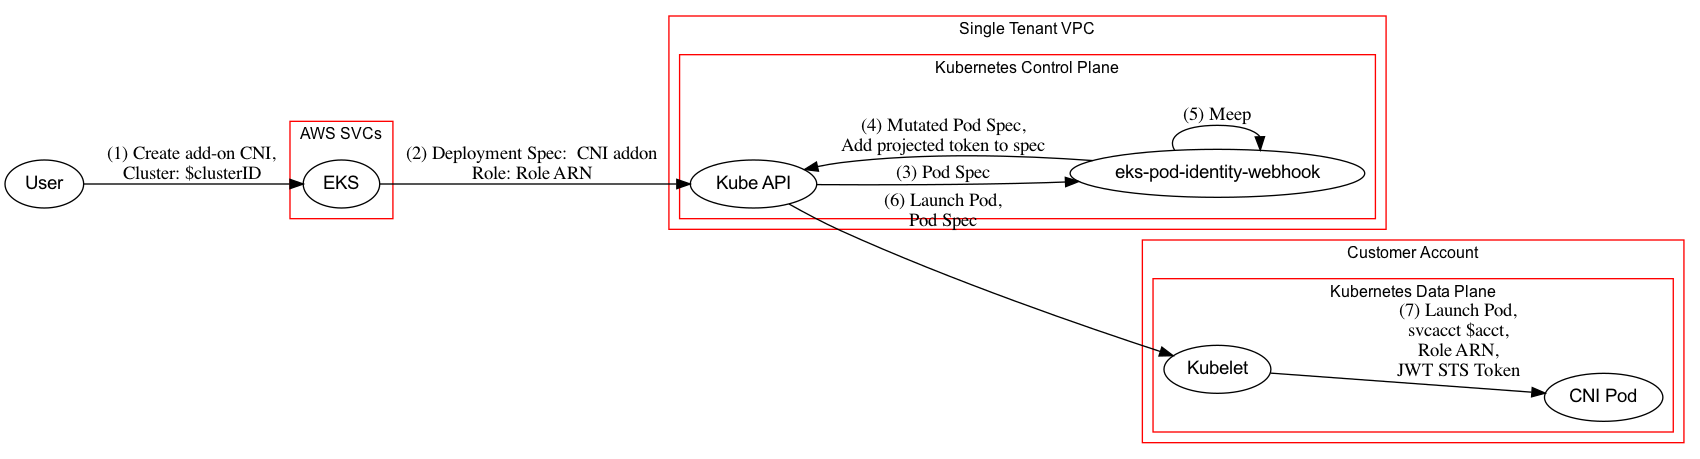 Single Tenant VPC
Kubernetes Control Plane
(5) Meep
(4) Mutated Pod Spec,
Add projected token to spec
AWS SVCs
(1) Create add-on CNI,
Cluster: $clusterID
(2) Deployment Spec:  CNI addon
Role: Role ARN
User
EKS
Kube API
(3) Pod Spec
eks-pod-identity-webhook
(6) Launch Pod,
Pod Spec
Customer Account
Kubernetes Data Plane
(7) Launch Pod,
svcacct $acct,
Role ARN,
JWT STS Token
Kubelet
CNI Pod